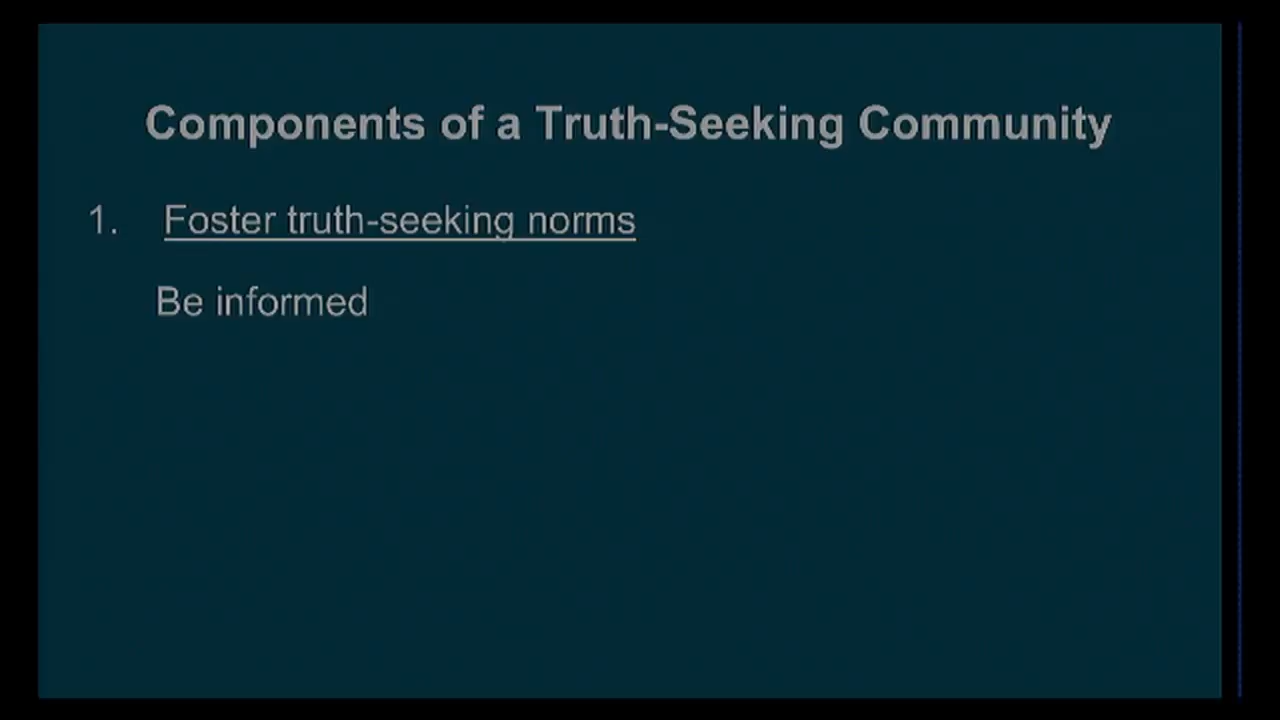 Components of a Truth-Seeking Community
1. Foster truth-seeking norms
Be informed